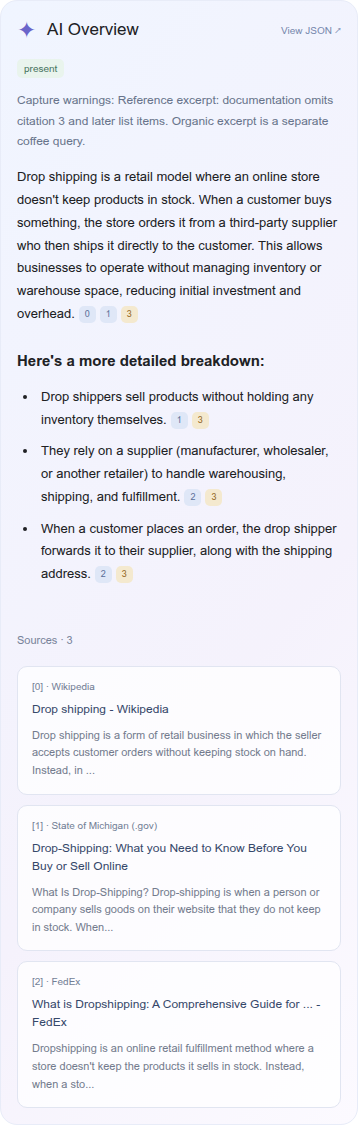 AI Overview
View JSON ↗
present
Capture warnings: Reference excerpt: documentation omits
citation 3 and later list items. Organic excerpt is a separate
coffee query.
Drop shipping is a retail model where an online store
doesn't keep products in stock. When a customer buys
something, the store orders it from a third-party supplier
who then ships it directly to the customer. This allows
businesses to operate without managing inventory or
warehouse space, reducing initial investment and
overhead. 0 1 3
Here's a more detailed breakdown:
• Drop shippers sell products without holding any
inventory themselves. 1 3
• They rely on a supplier (manufacturer, wholesaler,
or another retailer) to handle warehousing,
shipping, and fulfillment. 2 3
• When a customer places an order, the drop shipper
forwards it to their supplier, along with the shipping
address. 2 3
Sources · 3
[0] · Wikipedia
Drop shipping - Wikipedia
Drop shipping is a form of retail business in which the seller
accepts customer orders without keeping stock on hand.
Instead, in ...
[1] · State of Michigan (.gov)
Drop-Shipping: What you Need to Know Before You
Buy or Sell Online
What Is Drop-Shipping? Drop-shipping is when a person or
company sells goods on their website that they do not keep
in stock. When...
[2] · FedEx
What is Dropshipping: A Comprehensive Guide for ... -
FedEx
Dropshipping is an online retail fulfillment method where a
store doesn't keep the products it sells in stock. Instead,
when a sto...